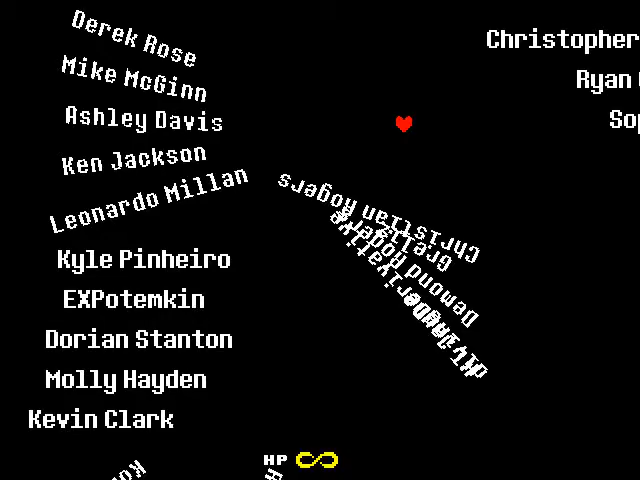 Derek Rose
Christopher
Mike McGinn
Ryan
Ashley Davis
Ken Jackson
Leonardo Millan
Christian Rogers
Kyle Pinheiro
Demond Rogers
EXPotemkin
Dorian Stanton
Molly Hayden
Kevin Clark
HP